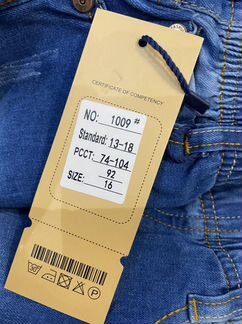 CERTIFICATE OF COMPETENCY
NO: 1009#
Standard: 13-18
PCCT: 74-104
SIZE: 92
16